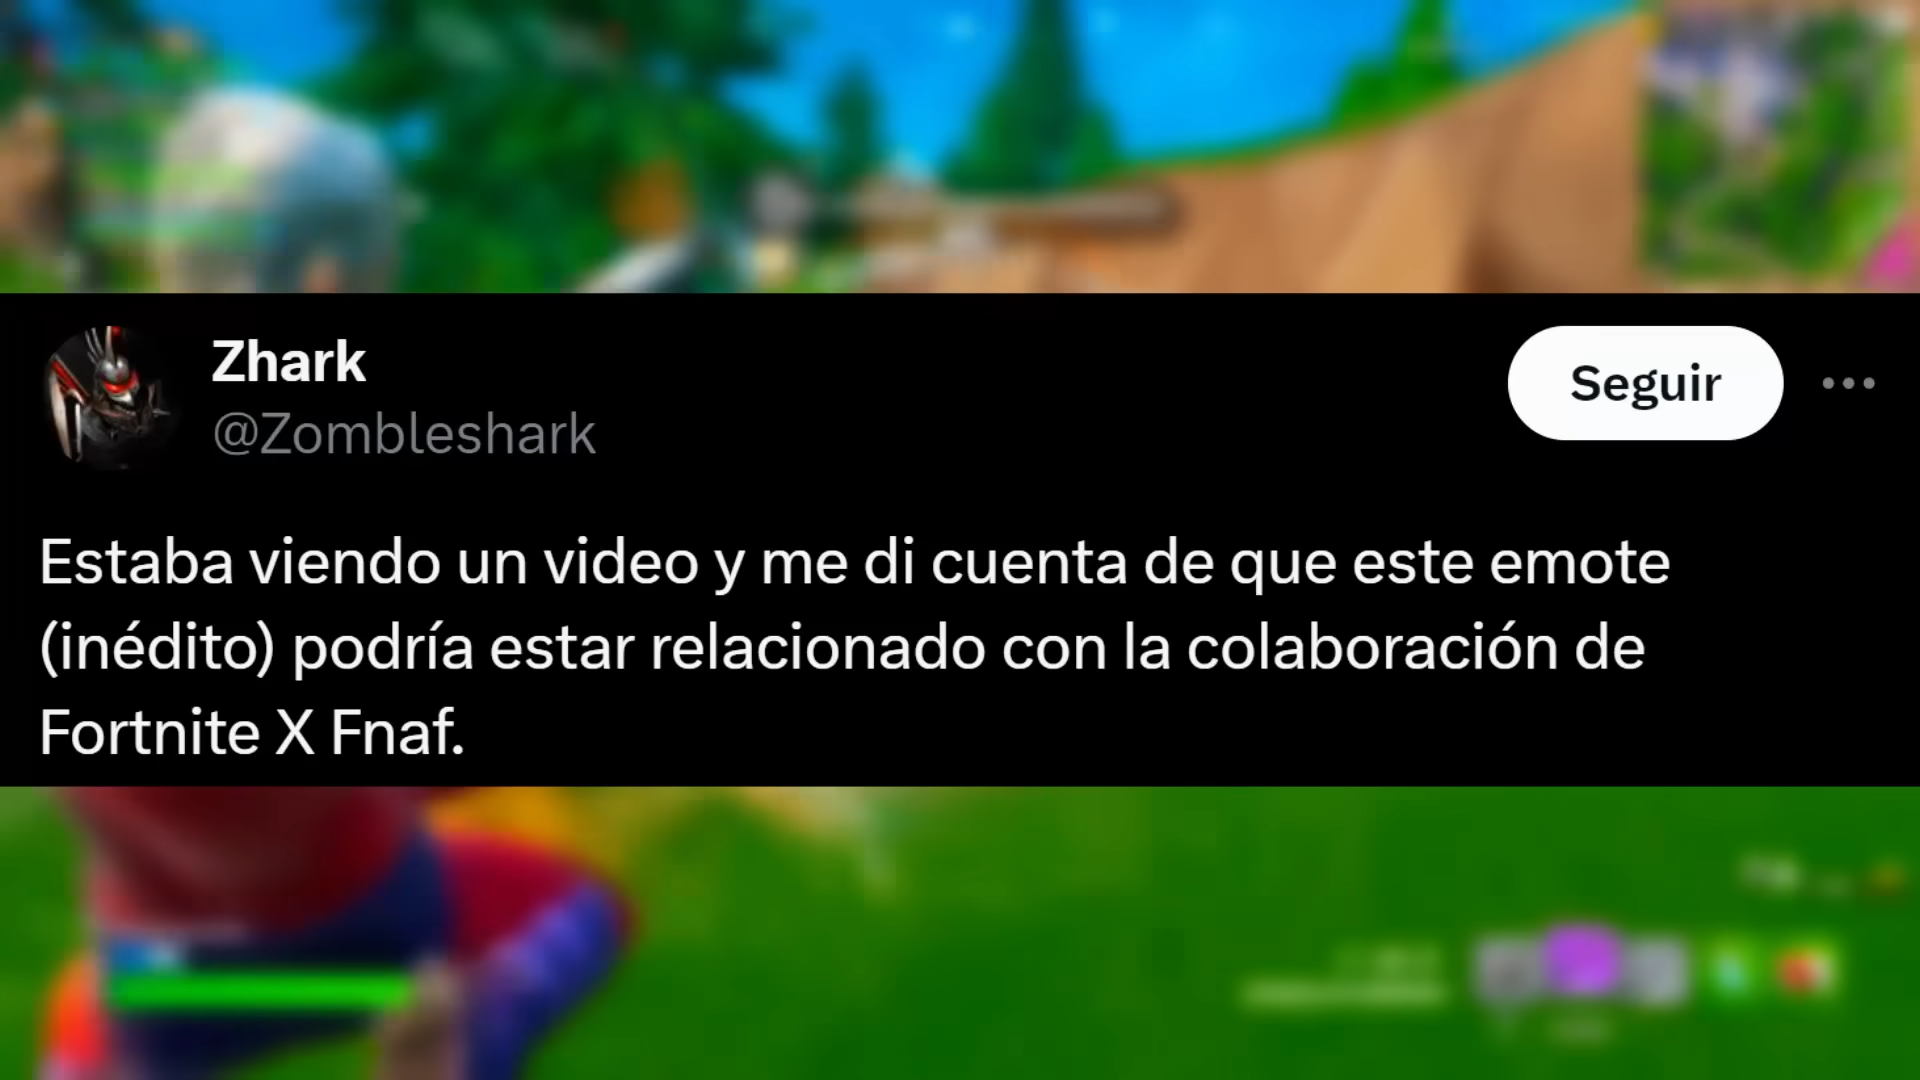 Zhark
@Zombleshark
Seguir
Estaba viendo un video y me di cuenta de que este emote
(inédito) podría estar relacionado con la colaboración de
Fortnite X Fnaf.